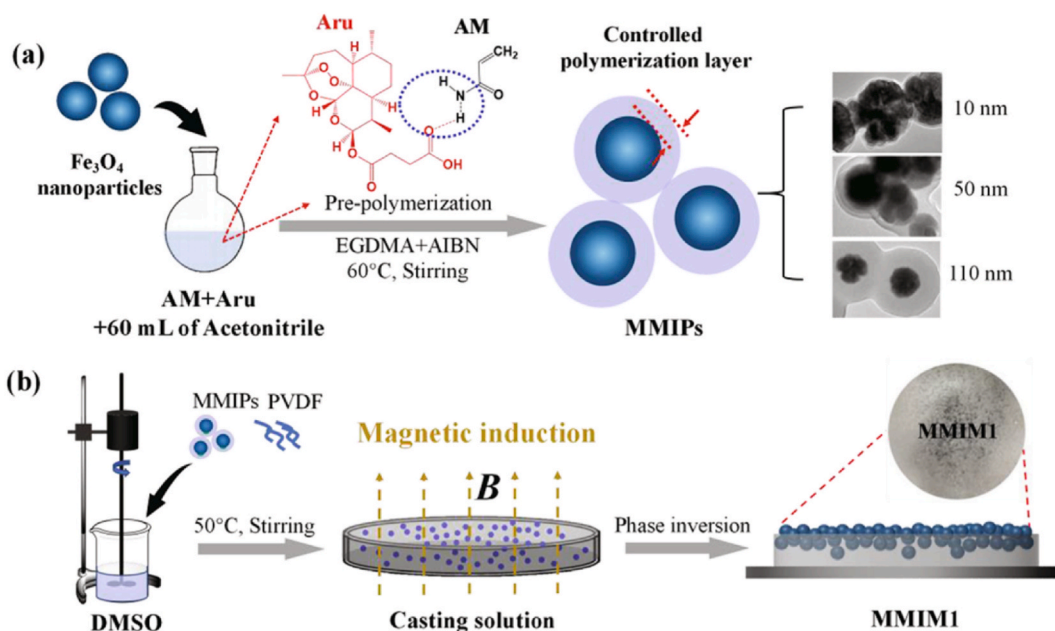 (a)
Fe₃O₄
nanoparticles
AM+Aru
+60 mL of Acetonitrile
Aru
AM
H
O
O
O
O
H
H
O
O
O
O
OH
H
N
H
O
CH₂
Pre-polymerization
EGDMA+AIBN
60°C, Stirring
Controlled
polymerization layer
MMIPs
10 nm
50 nm
110 nm
(b)
MMIPs PVDF
DMSO
50°C, Stirring
Magnetic induction
B
Casting solution
Phase inversion
MMIM1
MMIM1